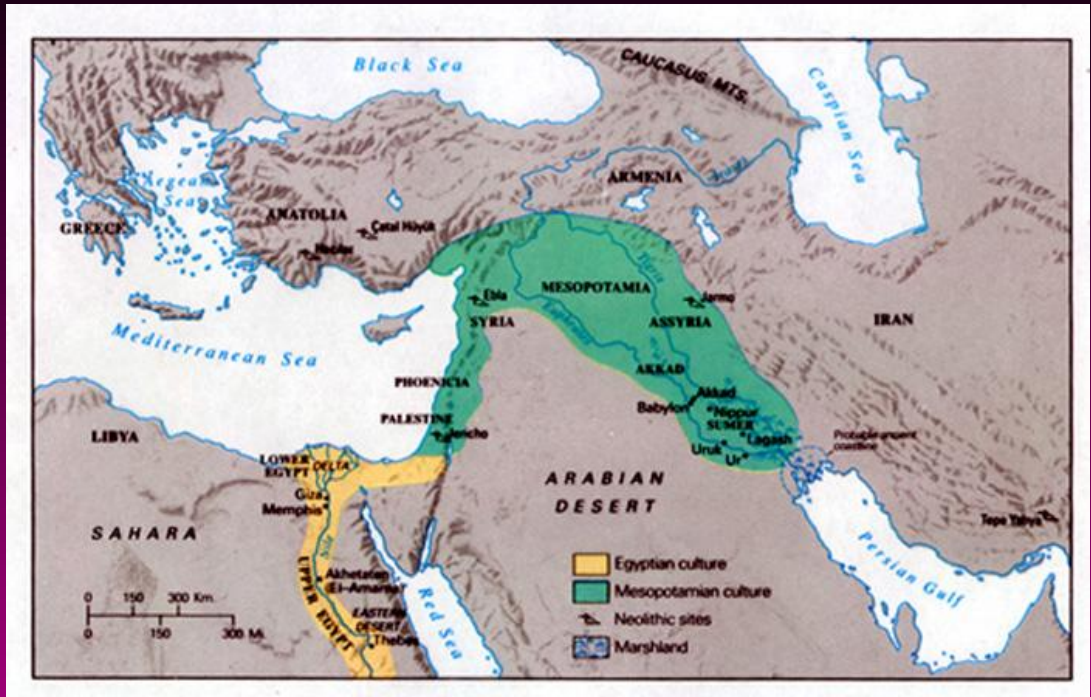 Black Sea
CAUCASUS MTS.
Caspian Sea
Aegean
Sea
GREECE
ANATOLIA
Çatal Hüyük
Hacilar
ARMENIA
MESOPOTAMIA
Tigris
Euphrates
Ebla
SYRIA
Jarmo
ASSYRIA
IRAN
Mediterranean Sea
PHOENICIA
PALESTINE
Jericho
AKKAD
Akkad
Babylon
Nippur
SUMER
Lagash
Uruk
Ur
Probable ancient
coastline
LIBYA
LOWER
EGYPT
DELTA
Giza
Memphis
Nile
SAHARA
ARABIAN
DESERT
Tepe Yahya
Persian Gulf
Akhetaten
(El-Amarna)
UPPER EGYPT
EASTERN
DESERT
Thebes
Red Sea
0 150 300 Km.
0 150 300 Mi.
Egyptian culture
Mesopotamian culture
Neolithic sites
Marshland